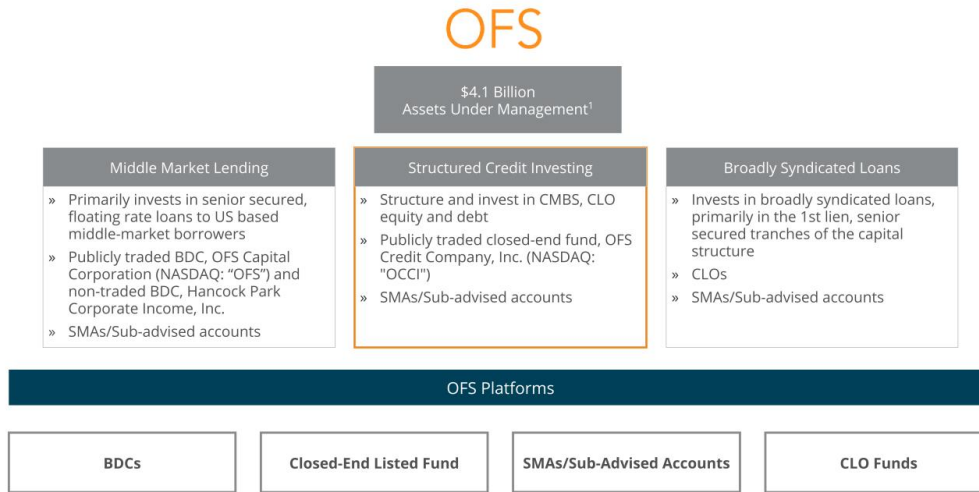 OFS
$4.1 Billion
Assets Under Management1
Middle Market Lending
» Primarily invests in senior secured,
floating rate loans to US based
middle-market borrowers
» Publicly traded BDC, OFS Capital
Corporation (NASDAQ: “OFS”) and
non-traded BDC, Hancock Park
Corporate Income, Inc.
» SMAs/Sub-advised accounts
Structured Credit Investing
» Structure and invest in CMBS, CLO
equity and debt
» Publicly traded closed-end fund, OFS
Credit Company, Inc. (NASDAQ:
"OCCI")
» SMAs/Sub-advised accounts
Broadly Syndicated Loans
» Invests in broadly syndicated loans,
primarily in the 1st lien, senior
secured tranches of the capital
structure
» CLOs
» SMAs/Sub-advised accounts
OFS Platforms
BDCs
Closed-End Listed Fund
SMAs/Sub-Advised Accounts
CLO Funds